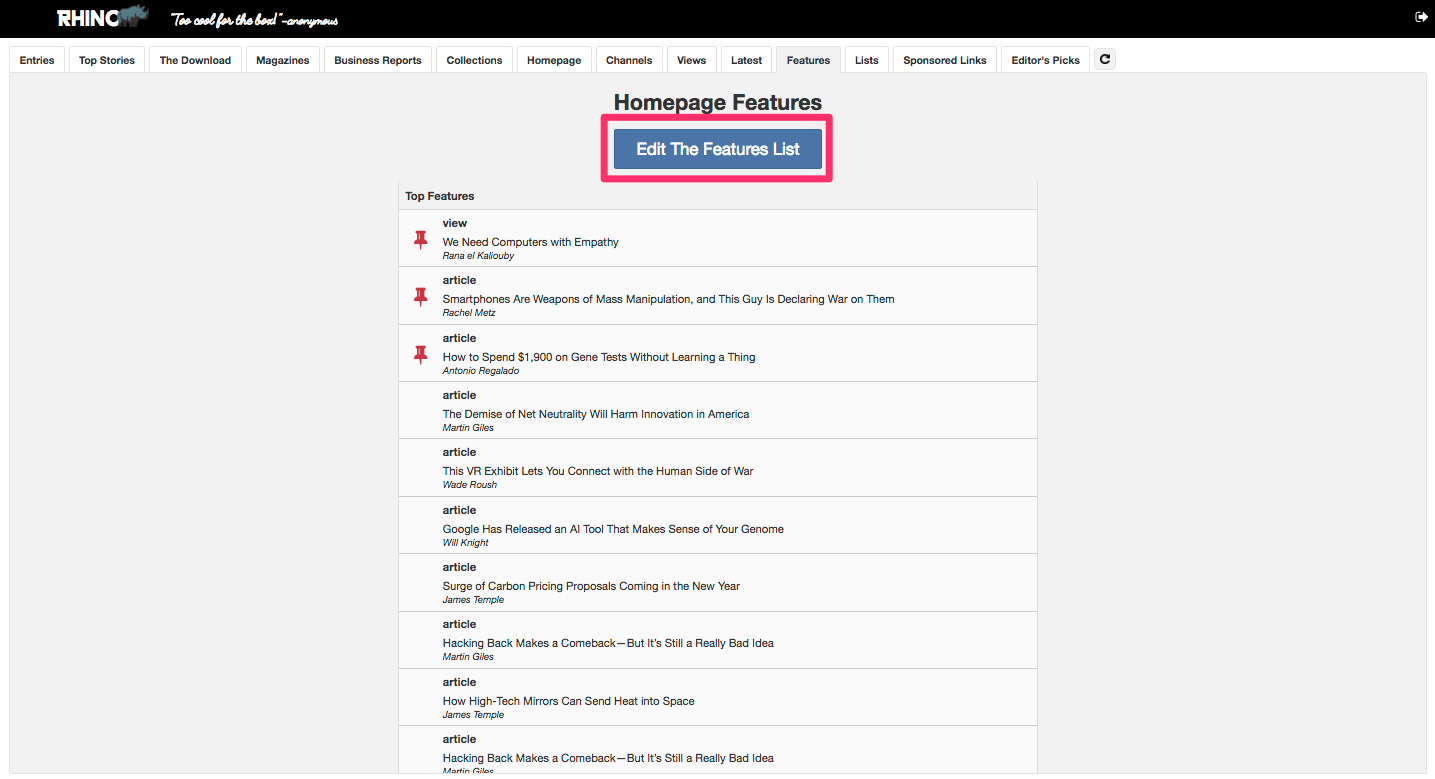 RHINO "Too cool for the box!" -anonymous
Entries Top Stories The Download Magazines Business Reports Collections Homepage Channels Views Latest Features Lists Sponsored Links Editor's Picks
Homepage Features
Edit The Features List
Top Features
view
We Need Computers with Empathy
Rana el Kaliouby
article
Smartphones Are Weapons of Mass Manipulation, and This Guy Is Declaring War on Them
Rachel Metz
article
How to Spend $1,900 on Gene Tests Without Learning a Thing
Antonio Regalado
article
The Demise of Net Neutrality Will Harm Innovation in America
Martin Giles
article
This VR Exhibit Lets You Connect with the Human Side of War
Wade Roush
article
Google Has Released an AI Tool That Makes Sense of Your Genome
Will Knight
article
Surge of Carbon Pricing Proposals Coming in the New Year
James Temple
article
Hacking Back Makes a Comeback—But It's Still a Really Bad Idea
Martin Giles
article
How High-Tech Mirrors Can Send Heat into Space
James Temple
article
Hacking Back Makes a Comeback—But It's Still a Really Bad Idea
Martin Giles